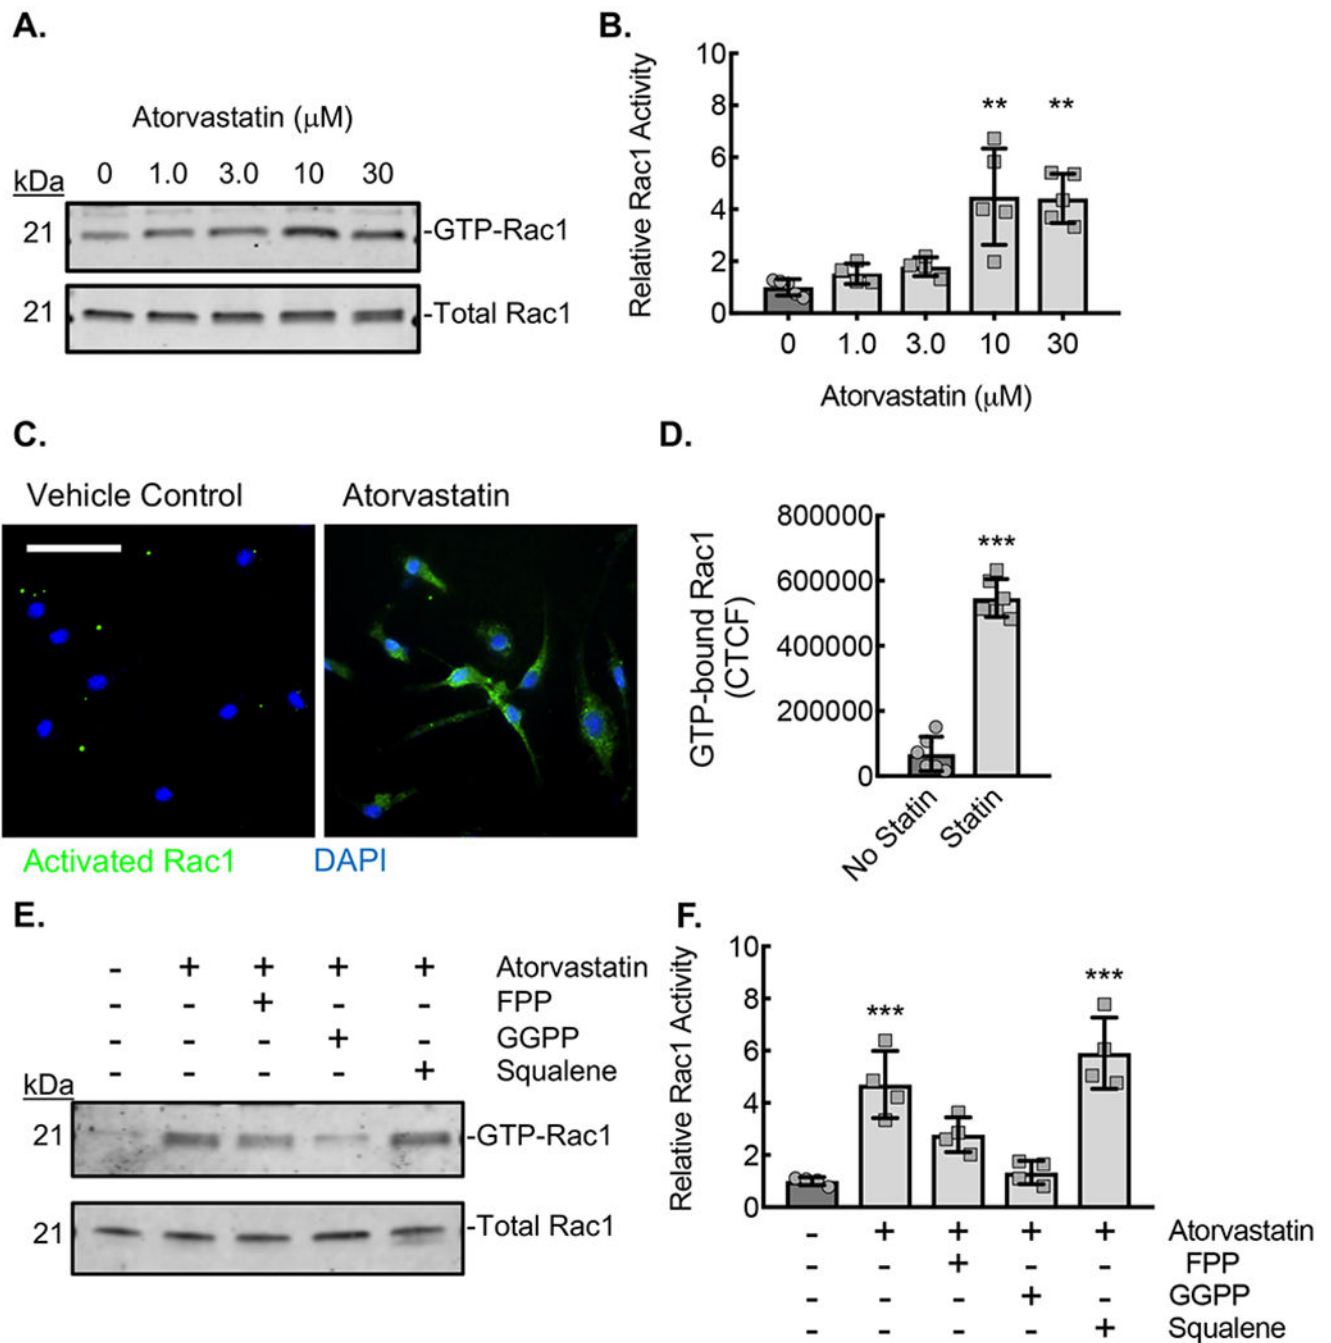 A.
Atorvastatin (μM)
kDa 0 1.0 3.0 10 30
21 -GTP-Rac1
21 -Total Rac1
B.
Relative Rac1 Activity
10
8
6
4
2
0
** **
0 1.0 3.0 10 30
Atorvastatin (μM)
C.
Vehicle Control Atorvastatin
Activated Rac1 DAPI
D.
GTP-bound Rac1
(CTCF)
800000
600000
400000
200000
0
***
No Statin
Statin
E.
- + + + + Atorvastatin
- - + - - FPP
- - - + - GGPP
- - - - + Squalene
kDa
21 -GTP-Rac1
21 -Total Rac1
F.
Relative Rac1 Activity
10
8
6
4
2
0
*** ***
- + + + + Atorvastatin
- - + - - FPP
- - - + - GGPP
- - - - + Squalene